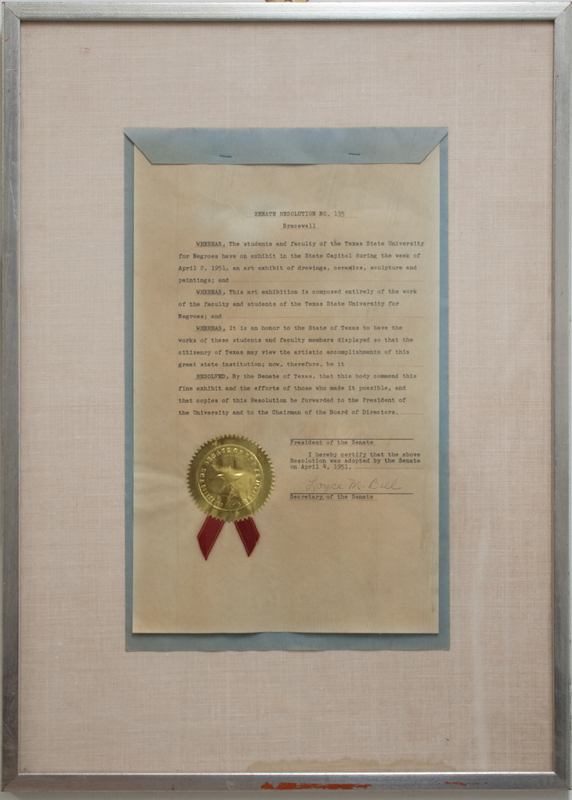 SENATE RESOLUTION NO. 135
Bracewell
WHEREAS, The students and faculty of the Texas State University
for Negroes have on exhibit in the State Capitol during the week of
April 2, 1951, an art exhibit of drawings, ceramics, sculpture and
paintings; and
WHEREAS, This art exhibition is composed entirely of the work
of the faculty and students of the Texas State University for
Negroes; and
WHEREAS, It is an honor to the State of Texas to have the
works of these students and faculty members displayed so that the
citizenry of Texas may view the artistic accomplishments of this
great state institution; now, therefore, be it
RESOLVED, By the Senate of Texas, that this body commend this
fine exhibit and the efforts of those who made it possible, and
that copies of this Resolution be forwarded to the President of
the University and to the Chairman of the Board of Directors.
President of the Senate
I hereby certify that the above
Resolution was adopted by the Senate
on April 4, 1951.
Loyce M. Bell
Secretary of the Senate